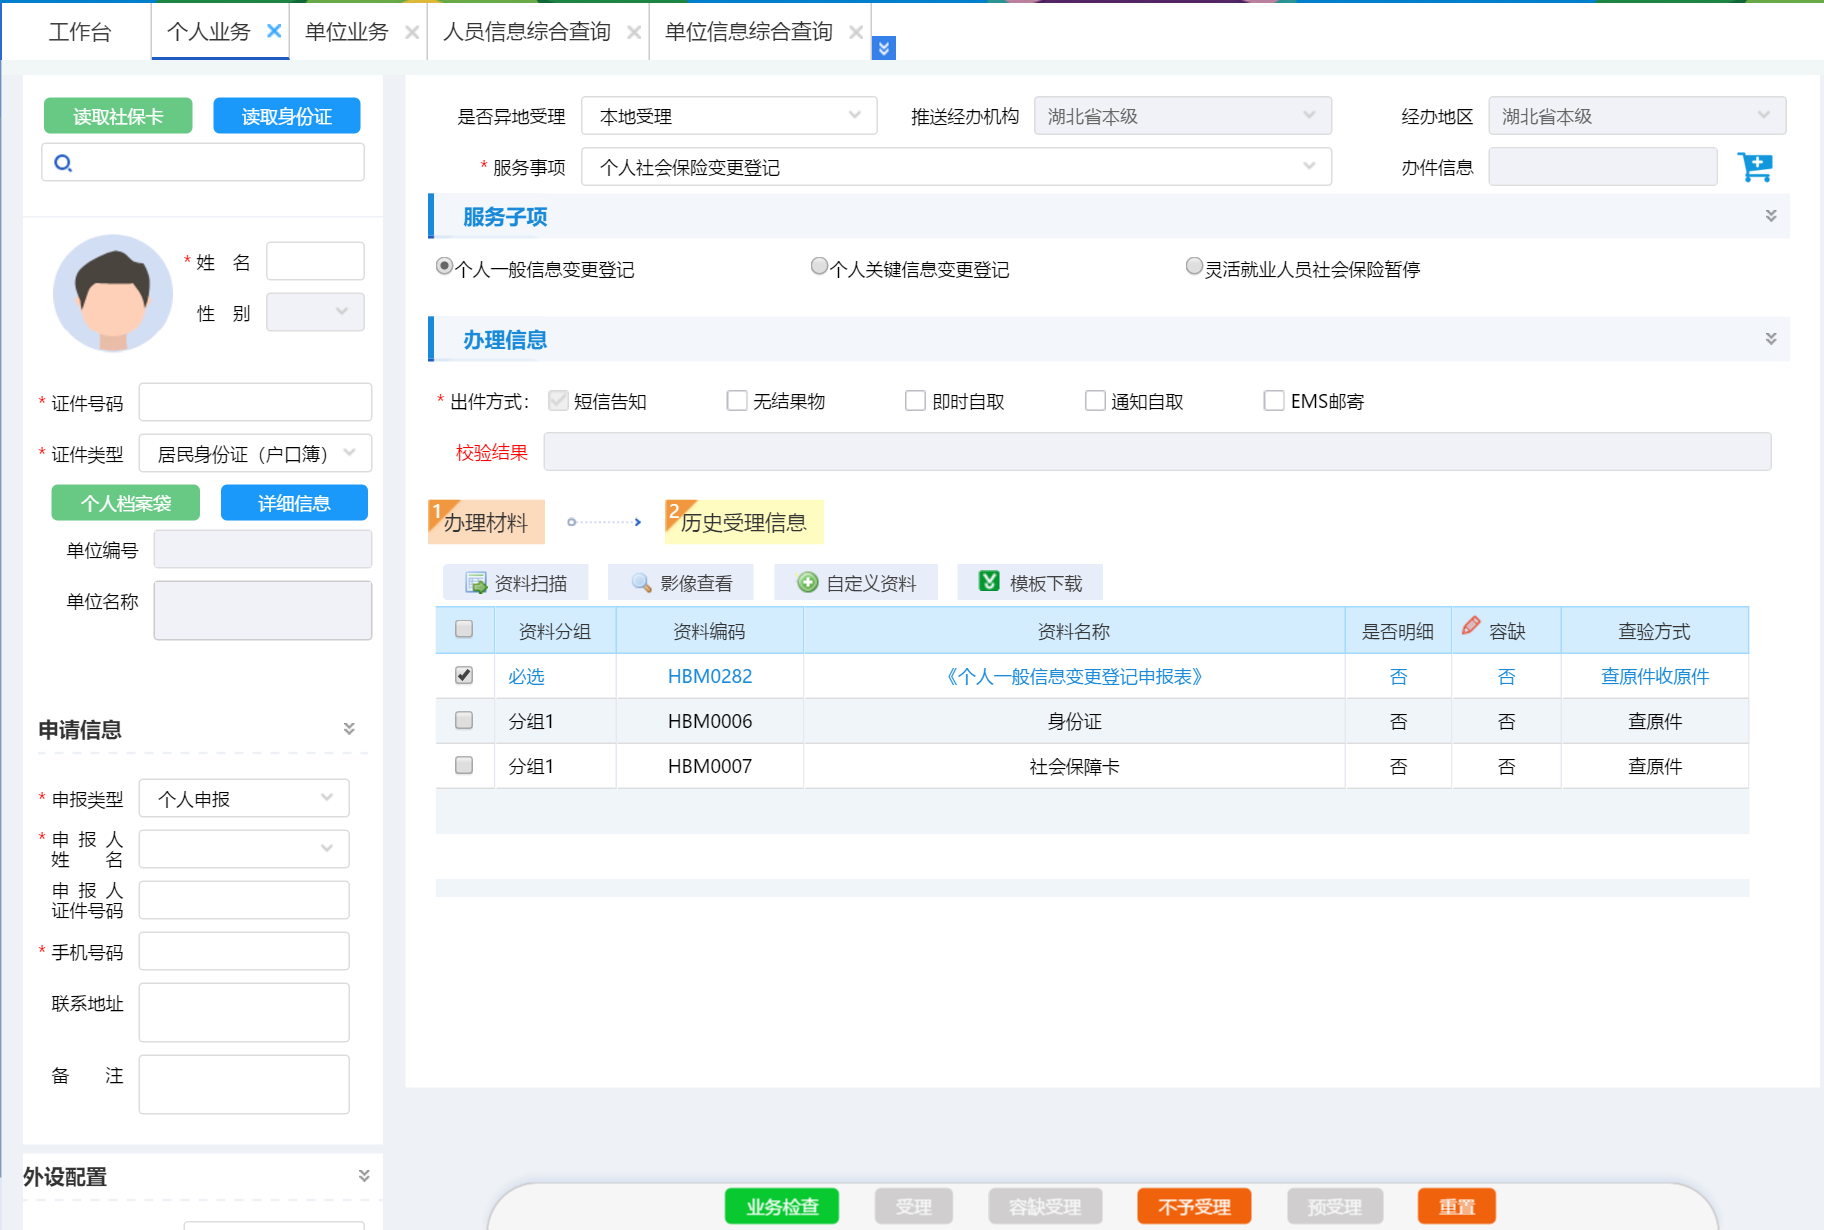 工作台 个人业务 单位业务 人员信息综合查询 单位信息综合查询
读取社保卡 读取身份证
* 姓 名
性 别
* 证件号码
* 证件类型 居民身份证（户口簿）
个人档案袋 详细信息
单位编号
单位名称
申请信息
* 申报类型 个人申报
* 申报人
姓名
申报人
证件号码
* 手机号码
联系地址
备注
外设配置
是否异地受理 本地受理 推送经办机构 湖北省本级 经办地区 湖北省本级
* 服务事项 个人社会保险变更登记 办件信息
服务子项
个人一般信息变更登记 个人关键信息变更登记 灵活就业人员社会保险暂停
办理信息
* 出件方式: 短信告知 无结果物 即时自取 通知自取 EMS邮寄
校验结果
1 办理材料 2 历史受理信息
资料扫描 影像查看 自定义资料 模板下载
资料分组 资料编码 资料名称 是否明细 容缺 查验方式
必选 HBM0282 《个人一般信息变更登记申报表》 否 否 查原件收原件
分组1 HBM0006 身份证 否 否 查原件
分组1 HBM0007 社会保障卡 否 否 查原件
业务检查 受理 容缺受理 不予受理 预受理 重置